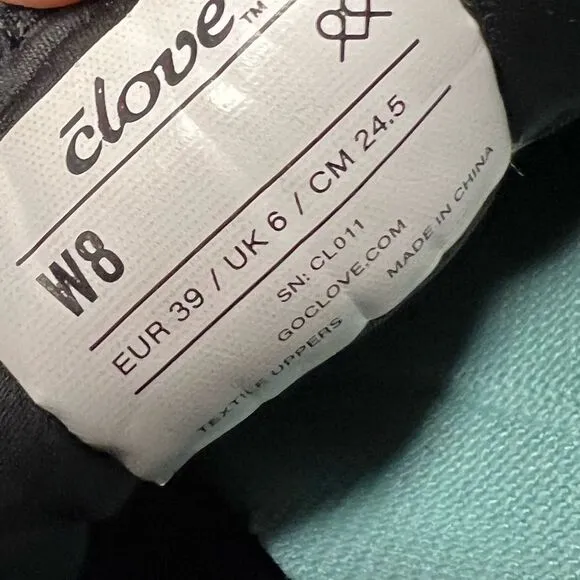 clove™
W8
EUR 39 / UK 6 / CM 24.5
SN: CL011
GOCLOVE.COM
TEXTILE UPPERS
MADE IN CHINA